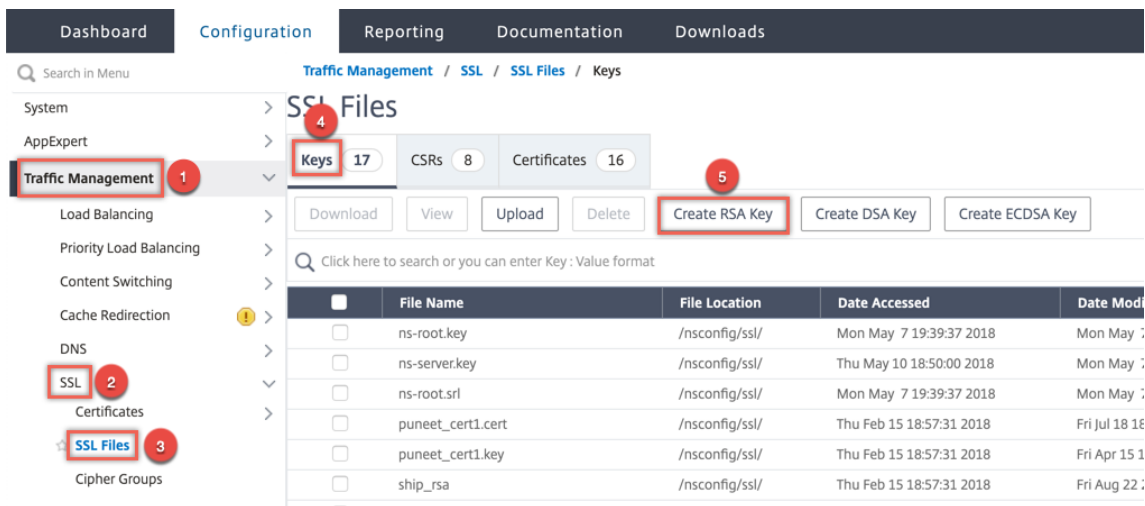 Dashboard Configuration Reporting Documentation Downloads
Search in Menu
System
AppExpert
Traffic Management 1
Load Balancing
Priority Load Balancing
Content Switching
Cache Redirection !
DNS
SSL 2
Certificates
SSL Files 3
Cipher Groups
Traffic Management / SSL / SSL Files / Keys
SSL Files
4
Keys 17 CSRs 8 Certificates 16
5
Download View Upload Delete Create RSA Key Create DSA Key Create ECDSA Key
Click here to search or you can enter Key : Value format
File Name File Location Date Accessed Date Modi
ns-root.key /nsconfig/ssl/ Mon May 7 19:39:37 2018 Mon May 7
ns-server.key /nsconfig/ssl/ Thu May 10 18:50:00 2018 Mon May 7
ns-root.srl /nsconfig/ssl/ Mon May 7 19:39:37 2018 Mon May 7
puneet_cert1.cert /nsconfig/ssl/ Thu Feb 15 18:57:31 2018 Fri Jul 18 18
puneet_cert1.key /nsconfig/ssl/ Thu Feb 15 18:57:31 2018 Fri Apr 15 1
ship_rsa /nsconfig/ssl/ Thu Feb 15 18:57:31 2018 Fri Aug 22